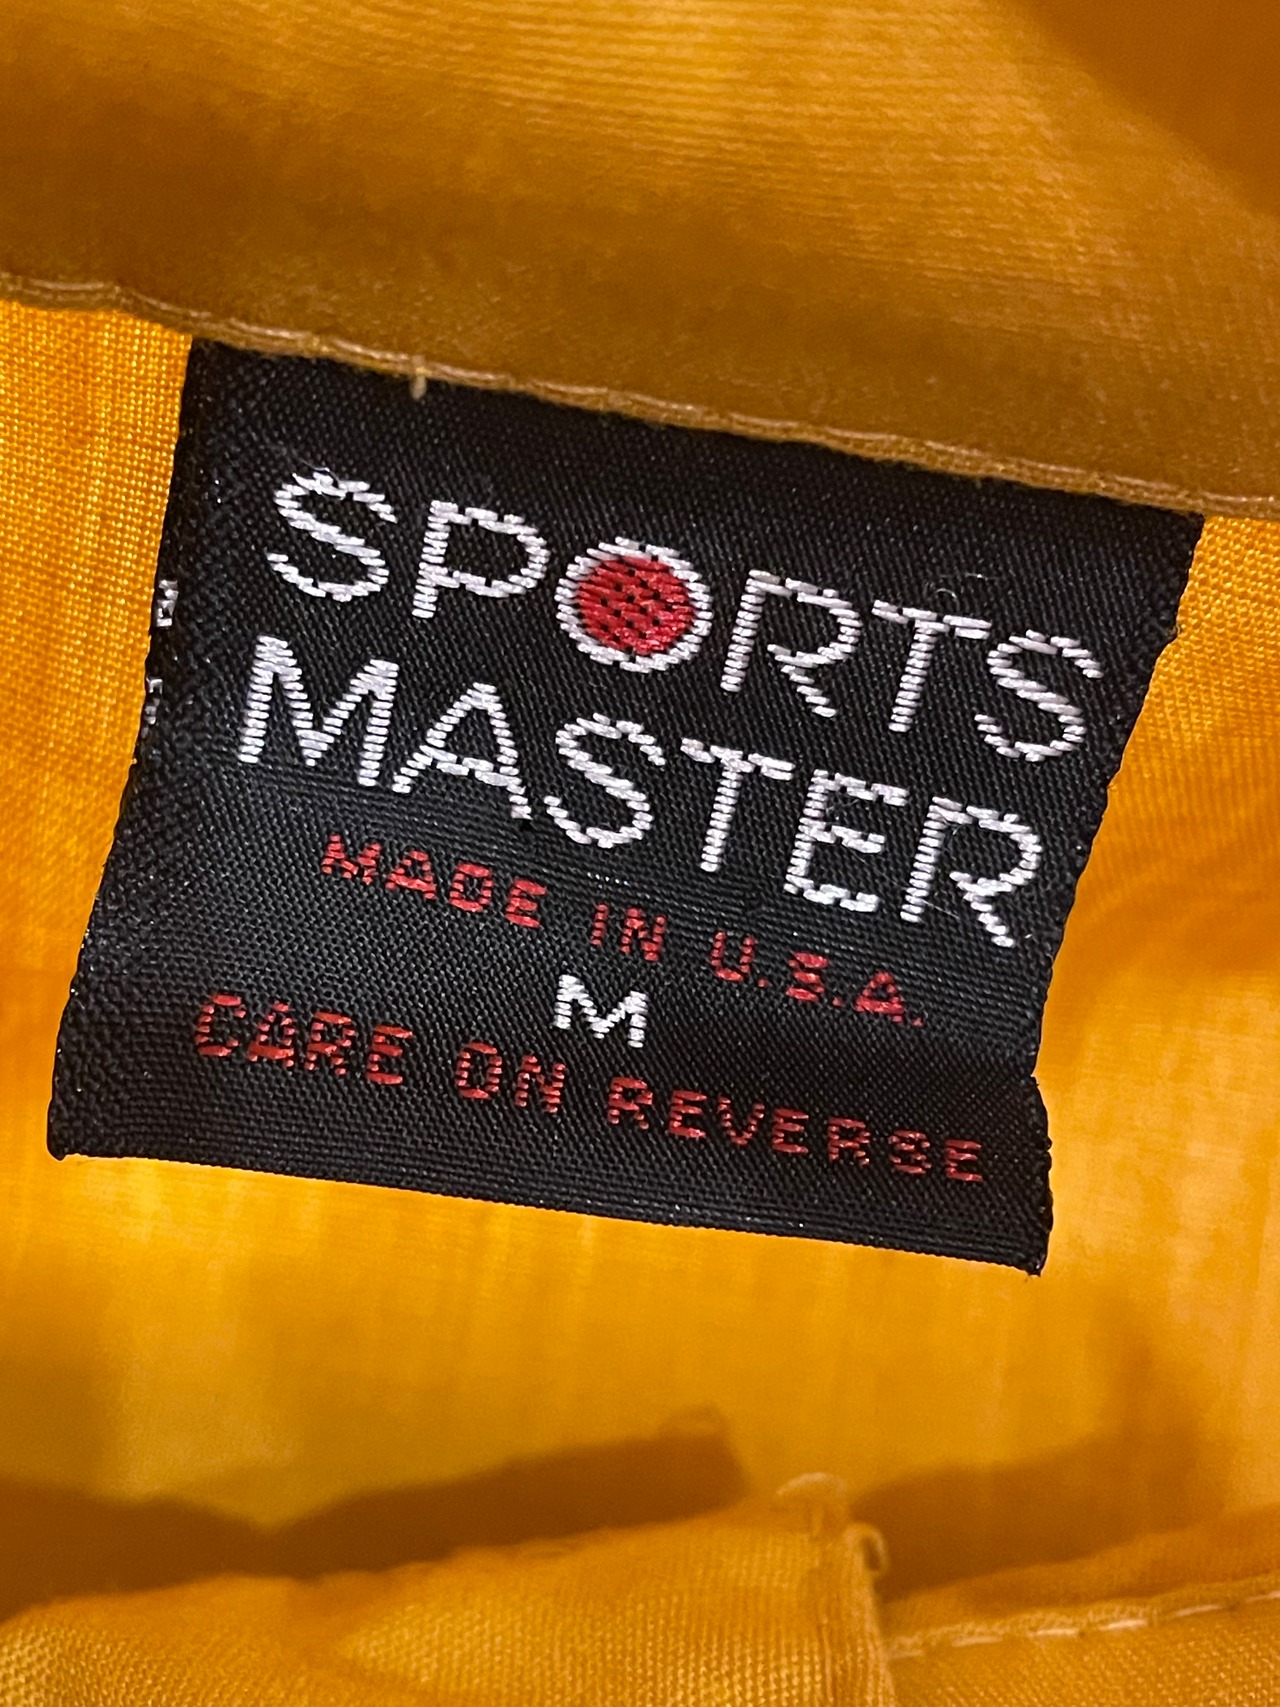 SPORTS
MASTER
MADE IN U.S.A.
M
CARE ON REVERSE